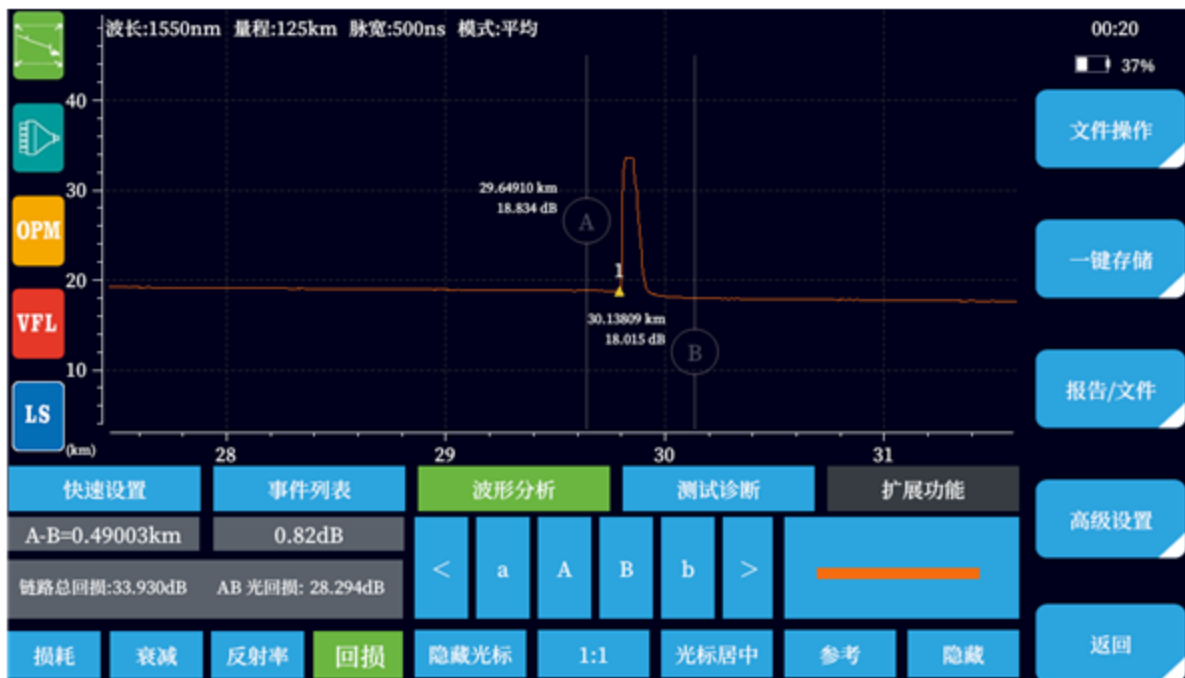 波长:1550nm 量程:125km 脉宽:500ns 模式:平均
00:20
37%
40
30
20
10
29.64910 km
18.834 dB
A
1
30.13809 km
18.015 dB
B
(km)
28
29
30
31
OPM
VFL
LS
文件操作
一键存储
报告/文件
高级设置
返回
快速设置
事件列表
波形分析
测试诊断
扩展功能
A-B=0.49003km
0.82dB
<
a
A
B
b
>
链路总回损:33.930dB AB 光回损: 28.294dB
损耗
衰减
反射率
回损
隐藏光标
1:1
光标居中
参考
隐藏